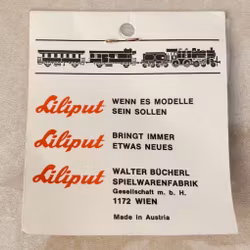 Liliput WENN ES MODELLE
SEIN SOLLEN
Liliput BRINGT IMMER
ETWAS NEUES
Liliput WALTER BÜCHERL
SPIELWARENFABRIK
Gesellschaft m. b. H.
1172 WIEN
Made in Austria